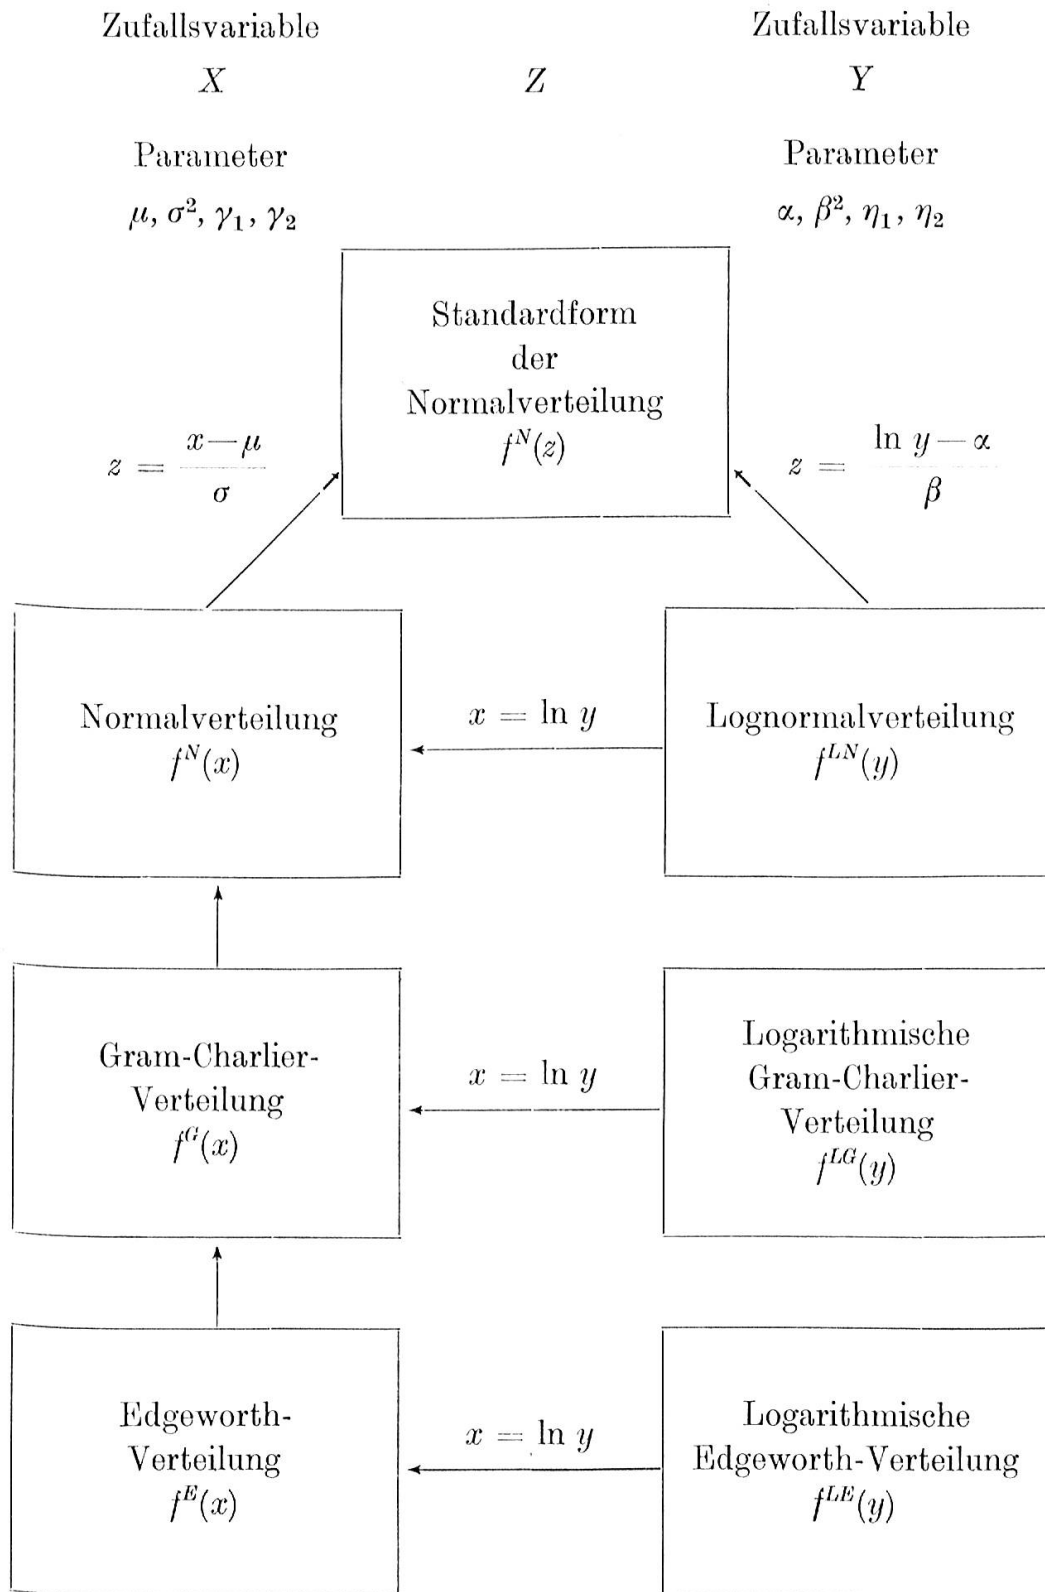 Zufallsvariable
Zufallsvariable
X
Z
Y
Parameter
Parameter
μ, σ², γ₁, γ₂
α, β², η₁, η₂
Standardform
der
Normalverteilung
f^N(z)
z = (x—μ)/σ
z = (ln y—α)/β
Normalverteilung
f^N(x)
x = ln y
Lognormalverteilung
f^{LN}(y)
Gram-Charlier-
Verteilung
f^G(x)
x = ln y
Logarithmische
Gram-Charlier-
Verteilung
f^{LG}(y)
Edgeworth-
Verteilung
f^E(x)
x = ln y
Logarithmische
Edgeworth-Verteilung
f^{LE}(y)